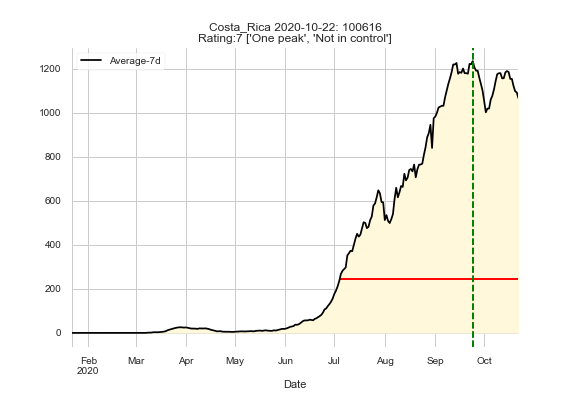 Costa_Rica 2020-10-22: 100616
Rating:7 ['One peak', 'Not in control']
Average-7d
1200
1000
800
600
400
200
0
Feb Mar Apr May Jun Jul Aug Sep Oct
2020
Date